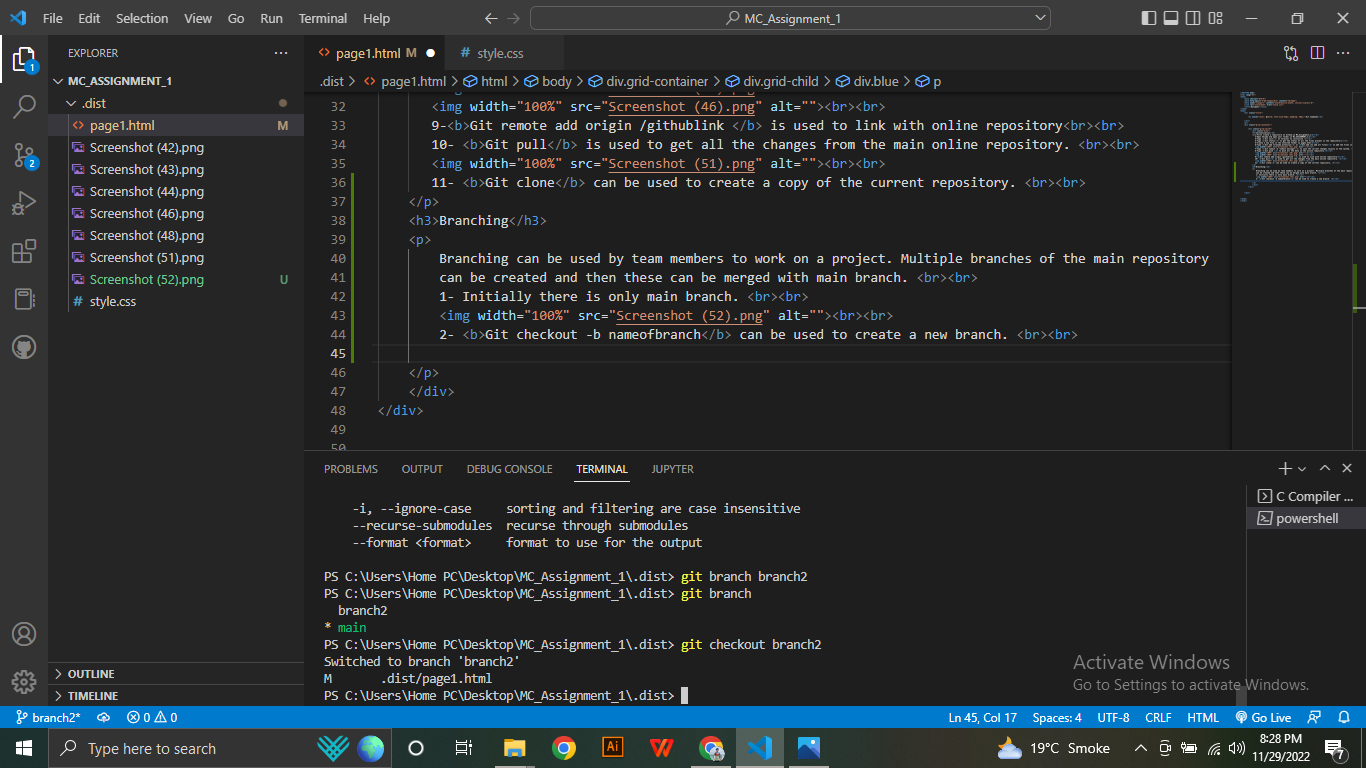 File Edit Selection View Go Run Terminal Help
MC_Assignment_1
EXPLORER
MC_ASSIGNMENT_1
.dist
page1.html M
Screenshot (42).png
Screenshot (43).png
Screenshot (44).png
Screenshot (46).png
Screenshot (48).png
Screenshot (51).png
Screenshot (52).png U
# style.css
OUTLINE
TIMELINE
1
2
page1.html M
# style.css
.dist > page1.html > html > body > div.grid-container > div.grid-child > div.blue > p
32 <img width="100%" src="Screenshot (46).png" alt=""><br><br>
33 9-<b>Git remote add origin /githublink </b> is used to link with online repository<br><br>
34 10- <b>Git pull</b> is used to get all the changes from the main online repository. <br><br>
35 <img width="100%" src="Screenshot (51).png" alt=""><br><br>
36 11- <b>Git clone</b> can be used to create a copy of the current repository. <br><br>
37 </p>
38 <h3>Branching</h3>
39 <p>
40 Branching can be used by team members to work on a project. Multiple branches of the main repository
41 can be created and then these can be merged with main branch. <br><br>
42 1- Initially there is only main branch. <br><br>
43 <img width="100%" src="Screenshot (52).png" alt=""><br><br>
44 2- <b>Git checkout -b nameofbranch</b> can be used to create a new branch. <br><br>
45
46 </p>
47 </div>
48 </div>
49
50
PROBLEMS OUTPUT DEBUG CONSOLE TERMINAL JUPYTER
-i, --ignore-case sorting and filtering are case insensitive
--recurse-submodules recurse through submodules
--format <format> format to use for the output
PS C:\Users\Home PC\Desktop\MC_Assignment_1\.dist> git branch branch2
PS C:\Users\Home PC\Desktop\MC_Assignment_1\.dist> git branch
branch2
* main
PS C:\Users\Home PC\Desktop\MC_Assignment_1\.dist> git checkout branch2
Switched to branch 'branch2'
M .dist/page1.html
PS C:\Users\Home PC\Desktop\MC_Assignment_1\.dist>
C Compiler ...
powershell
Activate Windows
Go to Settings to activate Windows.
branch2* 0 0 Ln 45, Col 17 Spaces: 4 UTF-8 CRLF HTML Go Live
Type here to search
Ai
19°C Smoke
8:28 PM
11/29/2022
7